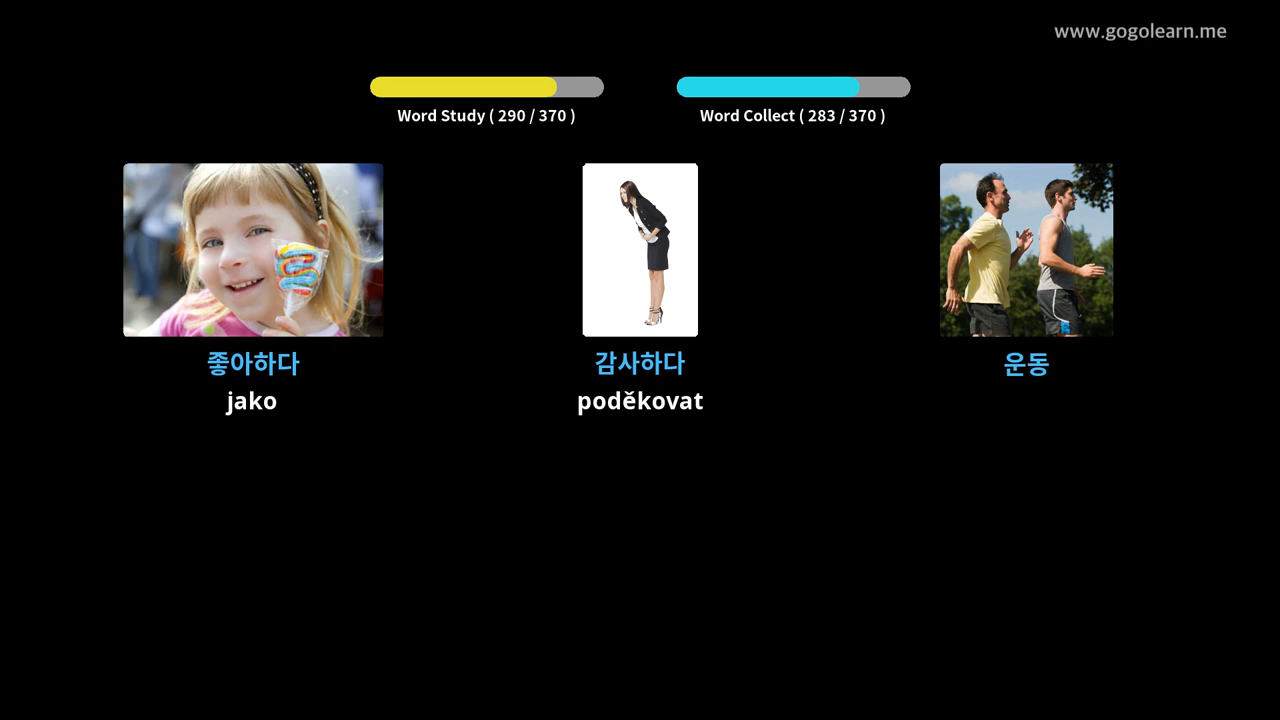 www.gogolearn.me
Word Study ( 290 / 370 )
Word Collect ( 283 / 370 )
좋아하다
감사하다
운동
jako
poděkovat